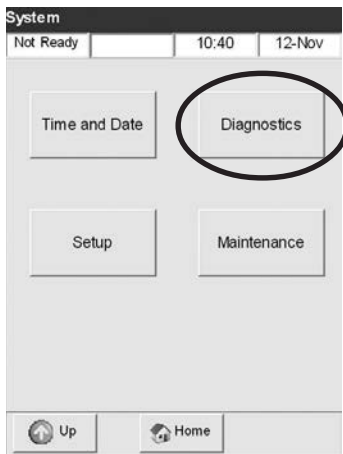 System
Not Ready 10:40 12-Nov
Time and Date Diagnostics
Setup Maintenance
Up Home